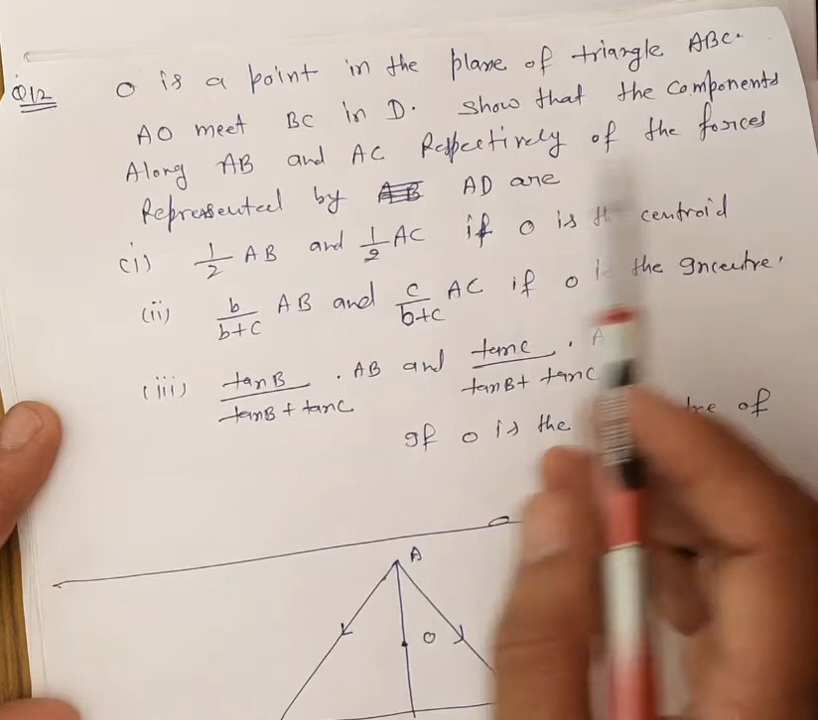 Q12 O is a point in the plane of triangle ABC.
AO meet BC in D. show that the components
Along AB and AC Respectively of the forces
Represented by AD are
(i) 1/2 AB and 1/2 AC if O is centroid
(ii) b/b+c AB and c/b+c AC if O the Incentre.
(iii) tanB/tanB+tanC . AB and tanC/tanB+tanC .
If O is the of
A
O